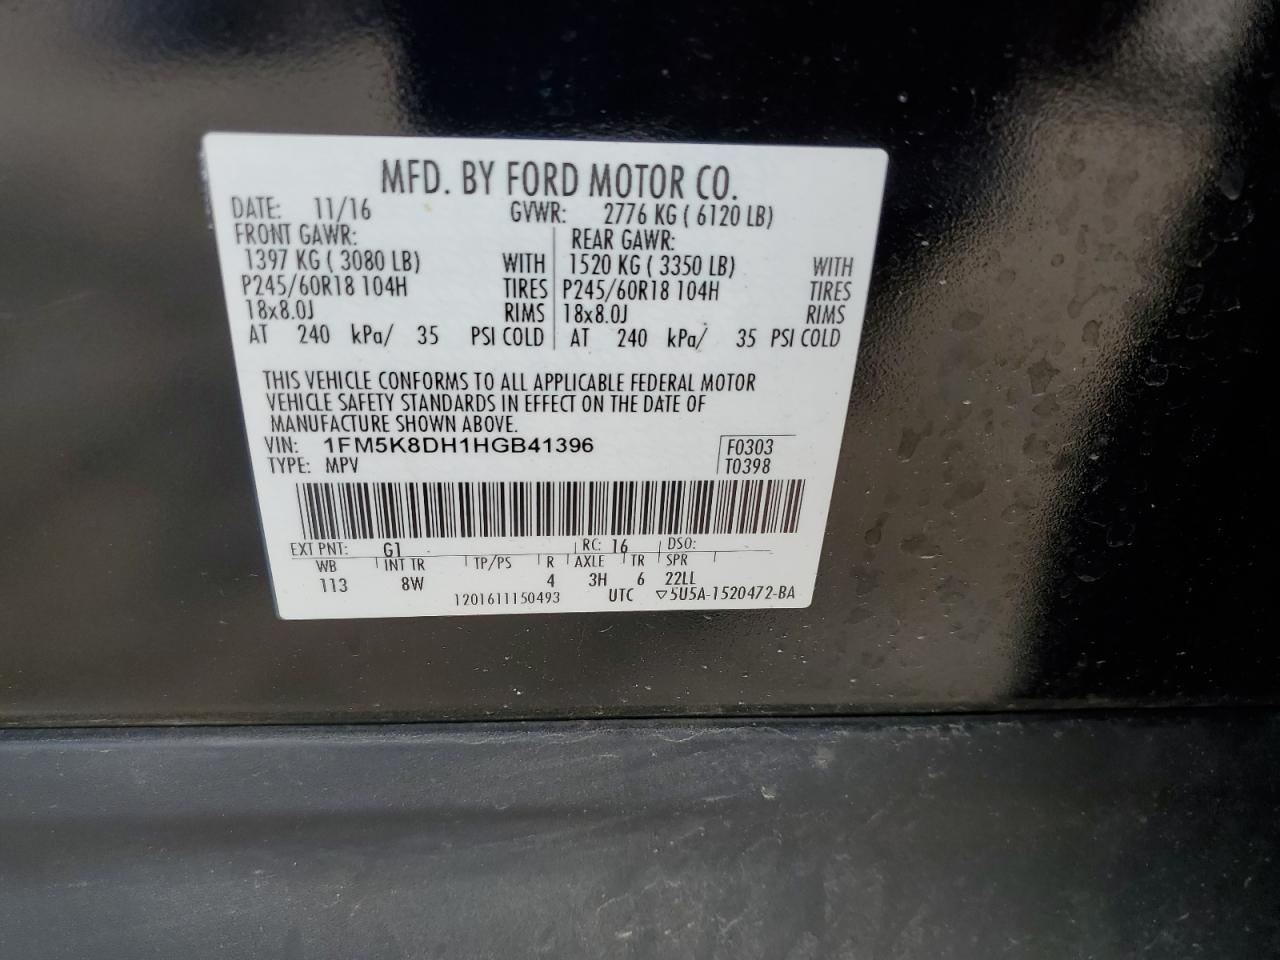 MFD. BY FORD MOTOR CO.
DATE: 11/16 GVWR: 2776 KG ( 6120 LB)
FRONT GAWR: REAR GAWR:
1397 KG ( 3080 LB) WITH 1520 KG ( 3350 LB) WITH
P245/60R18 104H TIRES P245/60R18 104H TIRES
18x8.0J RIMS 18x8.0J RIMS
AT 240 kPa/ 35 PSI COLD AT 240 kPa/ 35 PSI COLD
THIS VEHICLE CONFORMS TO ALL APPLICABLE FEDERAL MOTOR
VEHICLE SAFETY STANDARDS IN EFFECT ON THE DATE OF
MANUFACTURE SHOWN ABOVE.
VIN: 1FM5K8DH1HGB41396 F0303
TYPE: MPV T0398
EXT PNT: G1 RC: 16 DSO:
WB INT TR TP/PS R AXLE TR SPR
113 8W 4 3H 6 22LL
1201611150493 UTC ▽5U5A-1520472-BA